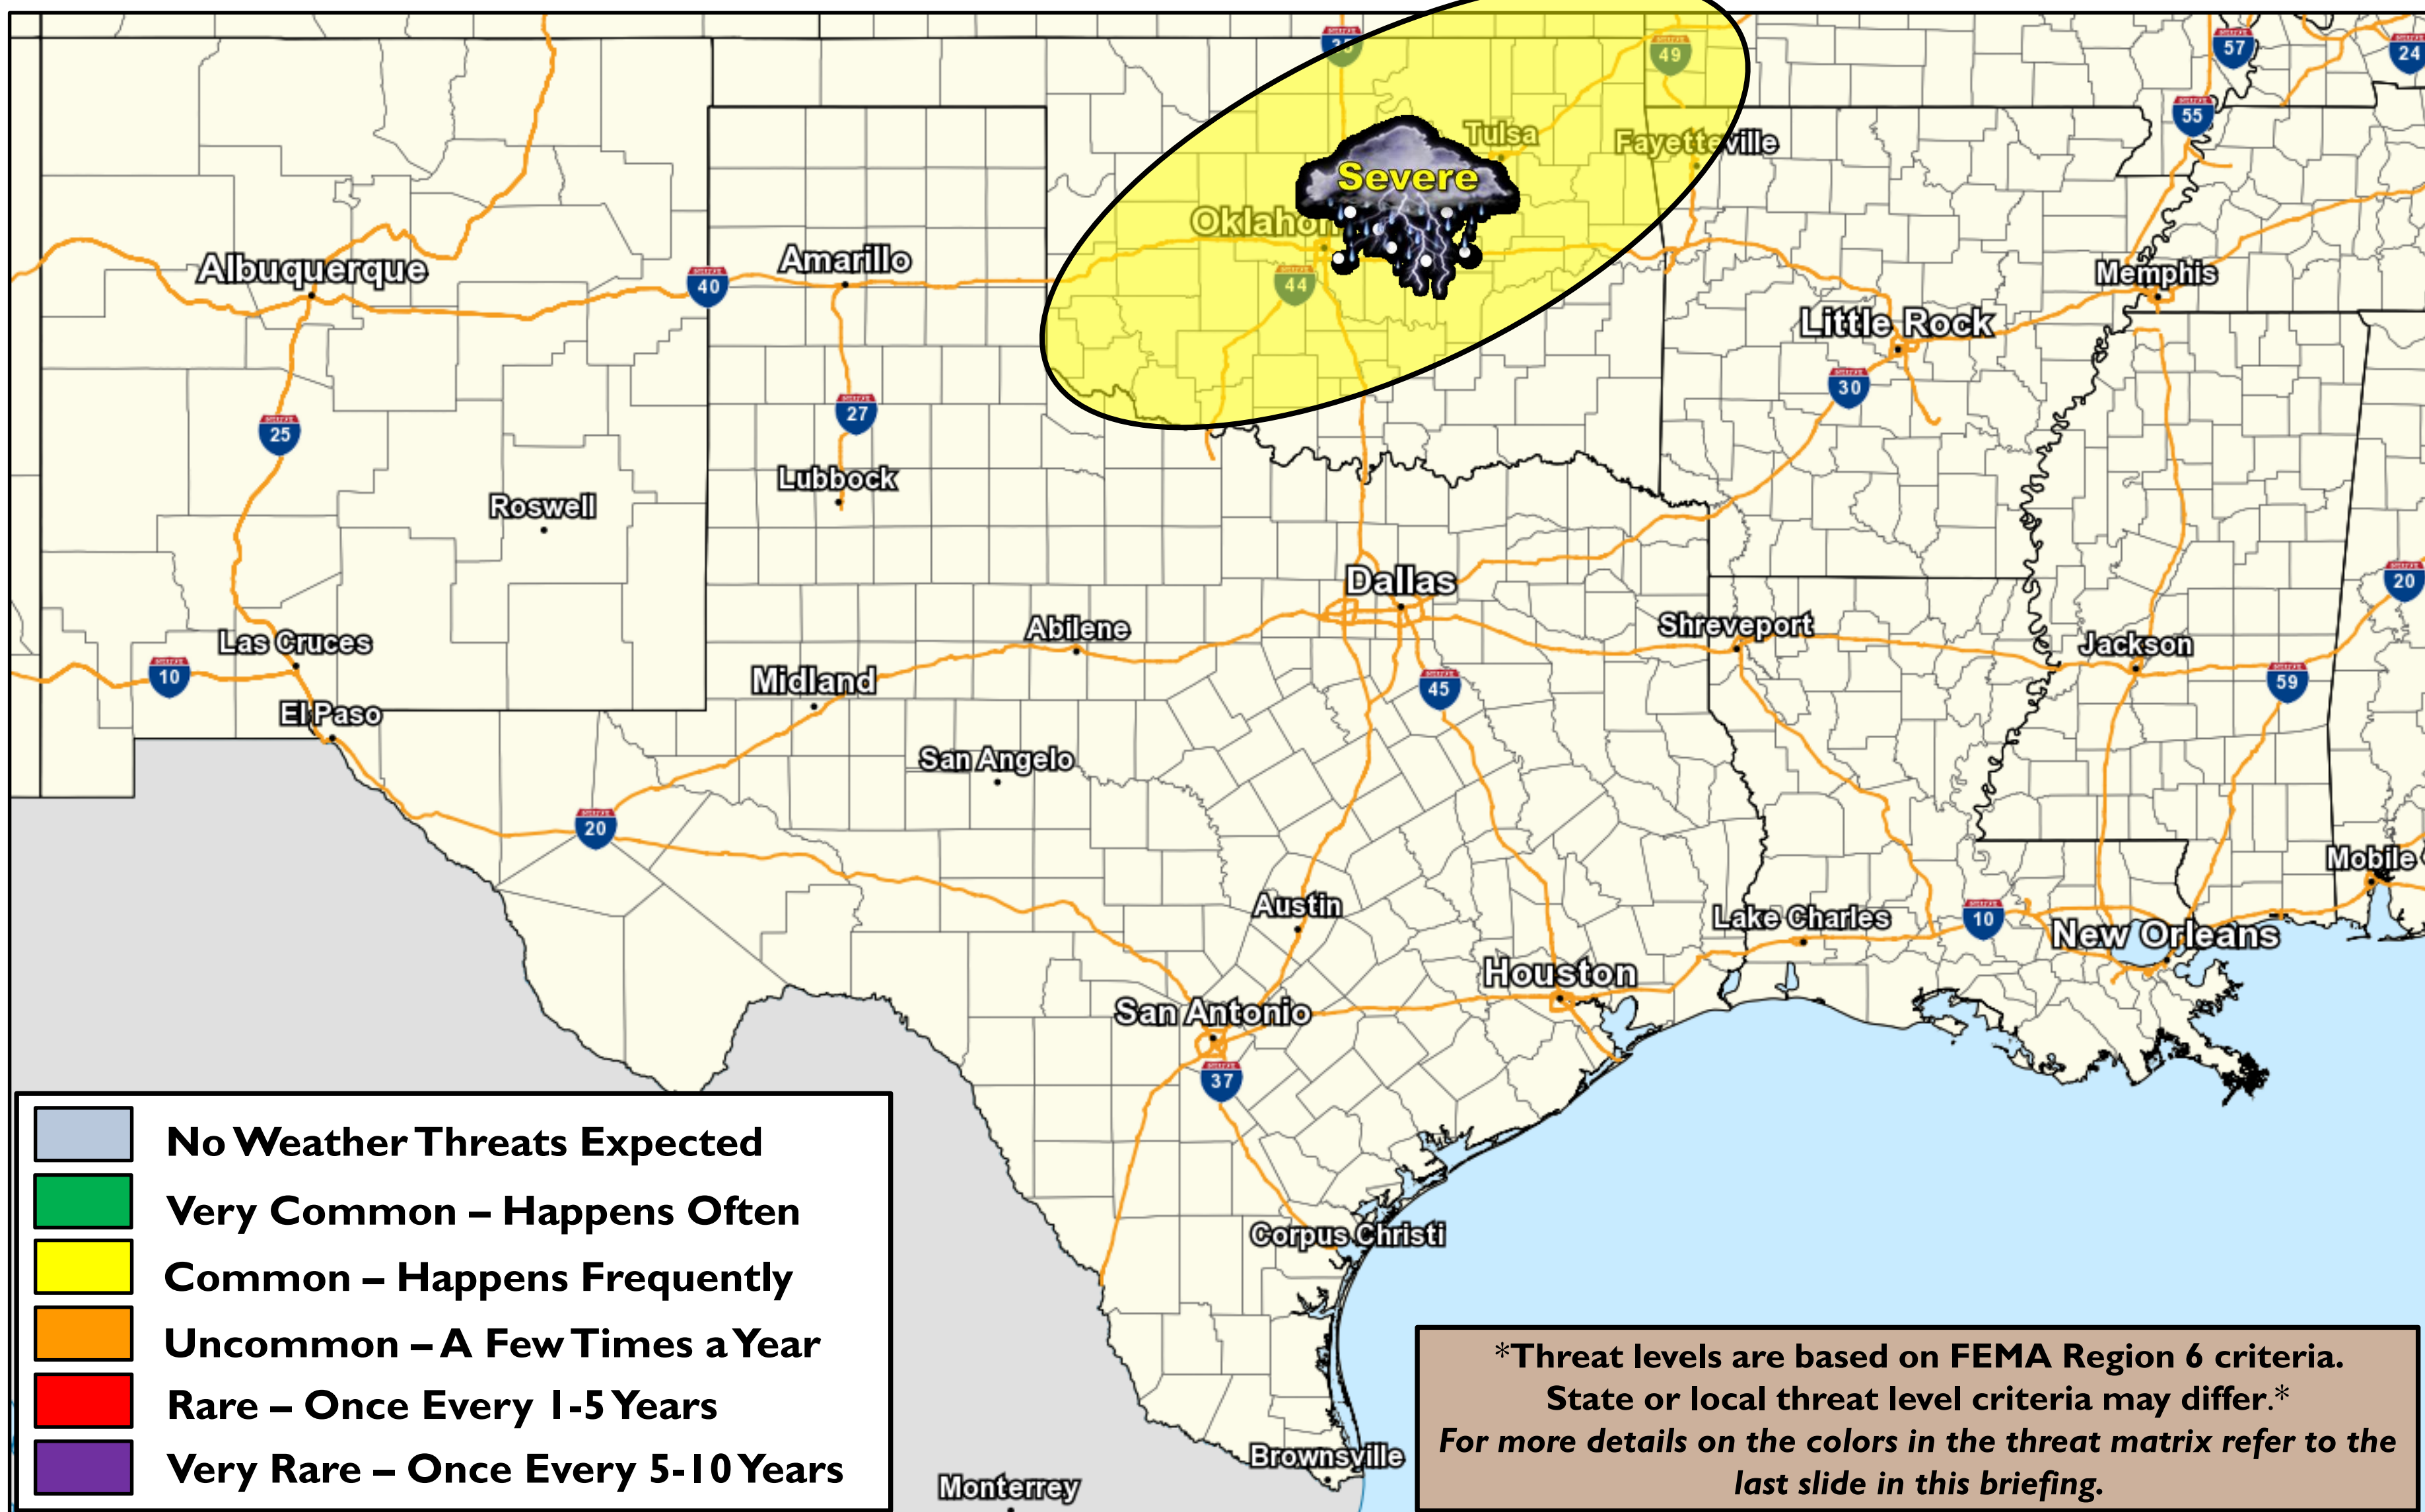 35
49
57
24
55
Tulsa
Fayetteville
Severe
Oklahom
Albuquerque
Amarillo
40
44
Memphis
Little Rock
30
25
27
Lubbock
Roswell
Dallas
20
Abilene
Shreveport
Las Cruces
Jackson
10
Midland
45
59
El Paso
San Angelo
20
Mobile
Austin
Lake Charles
10
New Orleans
Houston
San Antonio
37
Corpus Christi
Brownsville
Monterrey
No Weather Threats Expected
Very Common – Happens Often
Common – Happens Frequently
Uncommon – A Few Times a Year
Rare – Once Every 1-5 Years
Very Rare – Once Every 5-10 Years
*Threat levels are based on FEMA Region 6 criteria.
State or local threat level criteria may differ.*
For more details on the colors in the threat matrix refer to the
last slide in this briefing.